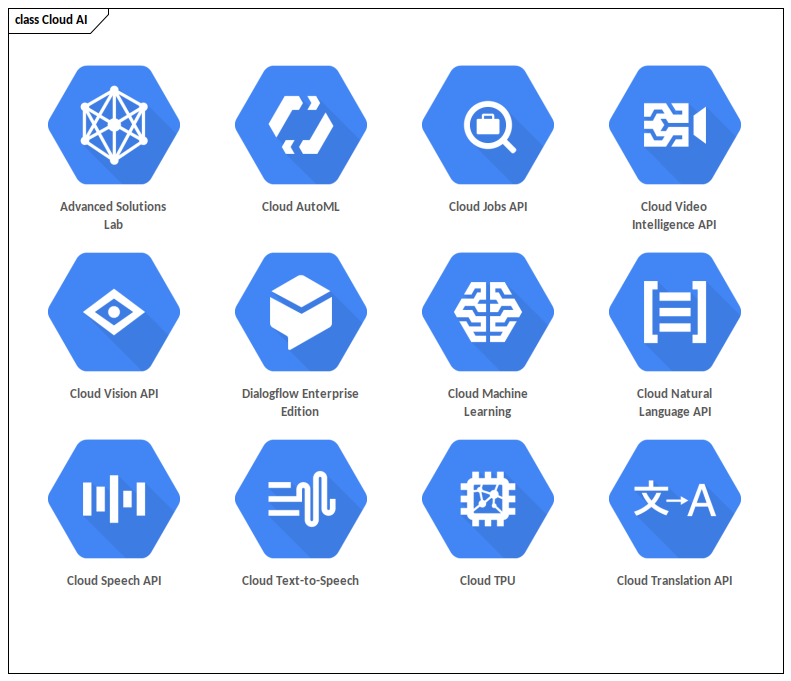 class Cloud AI
Advanced Solutions
Lab
Cloud AutoML
Cloud Jobs API
Cloud Video
Intelligence API
Cloud Vision API
Dialogflow Enterprise
Edition
Cloud Machine
Learning
Cloud Natural
Language API
Cloud Speech API
Cloud Text-to-Speech
Cloud TPU
文→A
Cloud Translation API